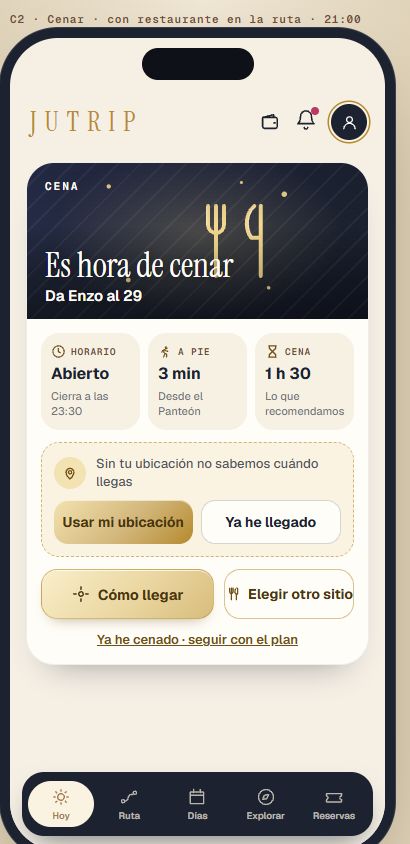 C2 · Cenar · con restaurante en la ruta · 21:00
JUTRIP
CENA
Es hora de cenar
Da Enzo al 29
HORARIO
Abierto
Cierra a las
23:30
A PIE
3 min
Desde el
Panteón
CENA
1 h 30
Lo que
recomendamos
Sin tu ubicación no sabemos cuándo
llegas
Usar mi ubicación
Ya he llegado
Cómo llegar
Elegir otro sitio
Ya he cenado · seguir con el plan
Hoy
Ruta
Días
Explorar
Reservas